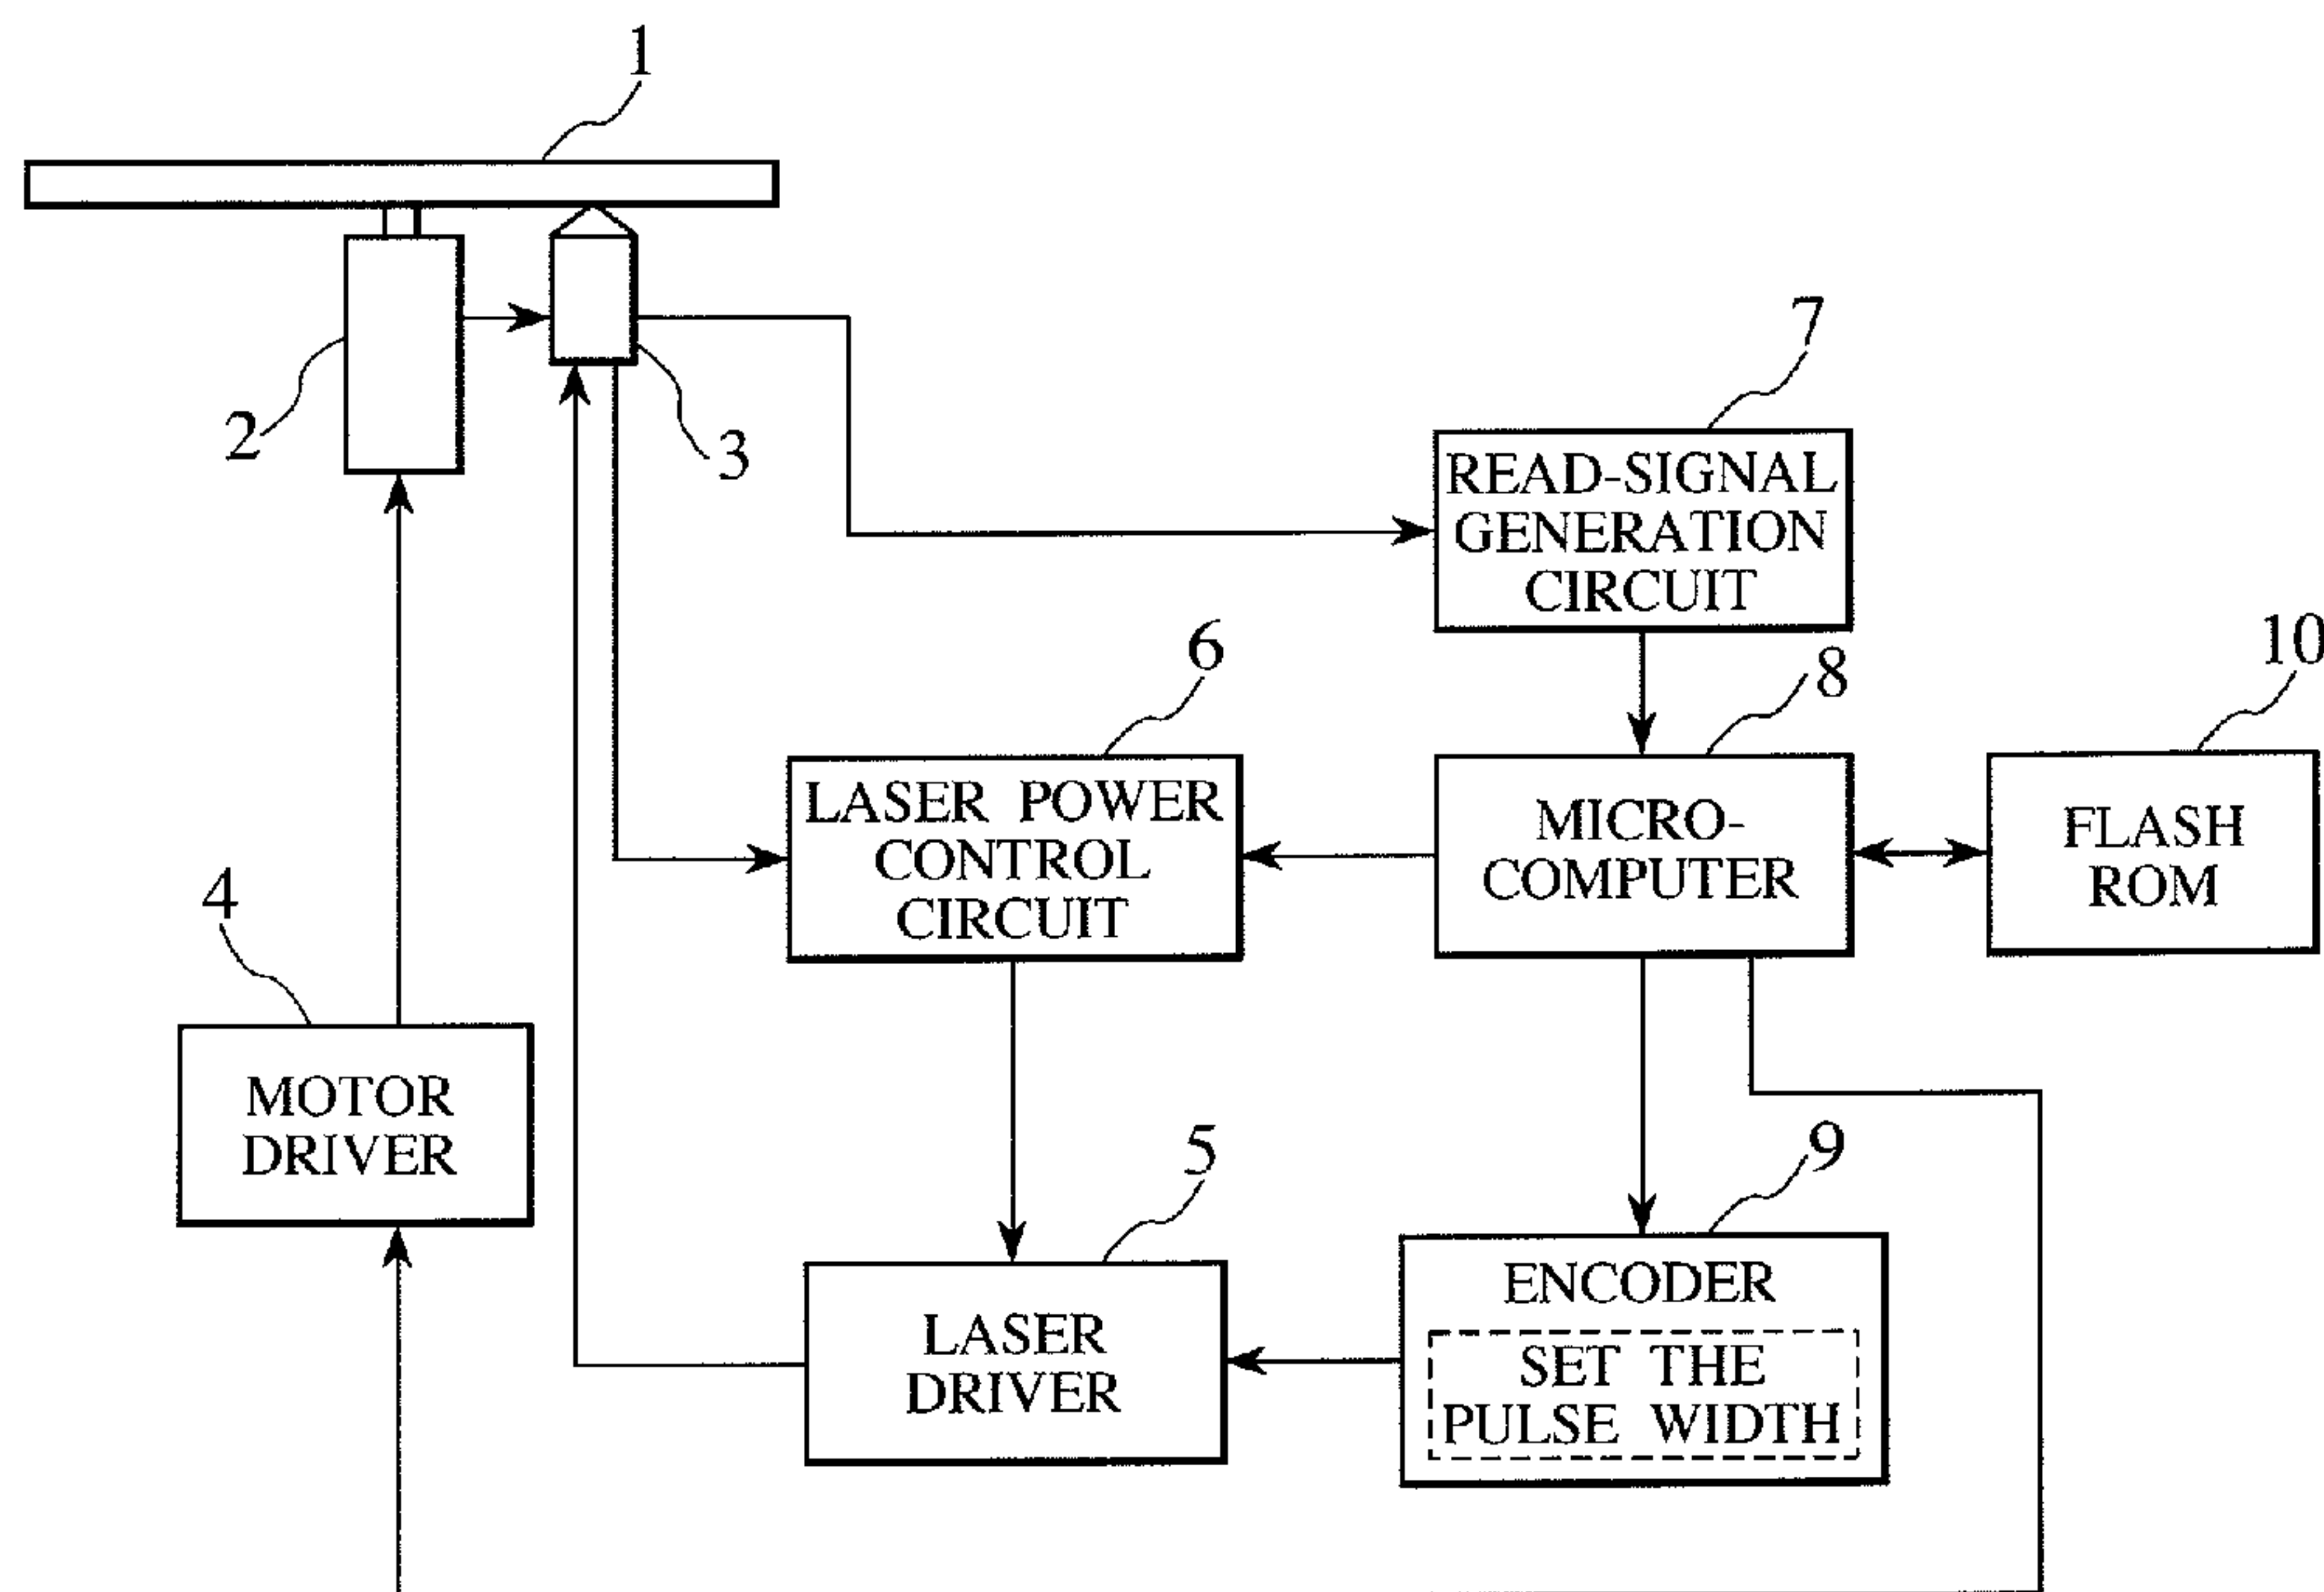 1
2
3
7
READ-SIGNAL
GENERATION
CIRCUIT
6
8
10
LASER POWER
CONTROL
CIRCUIT
MICRO-
COMPUTER
FLASH
ROM
4
MOTOR
DRIVER
5
9
LASER
DRIVER
ENCODER
SET THE
PULSE WIDTH